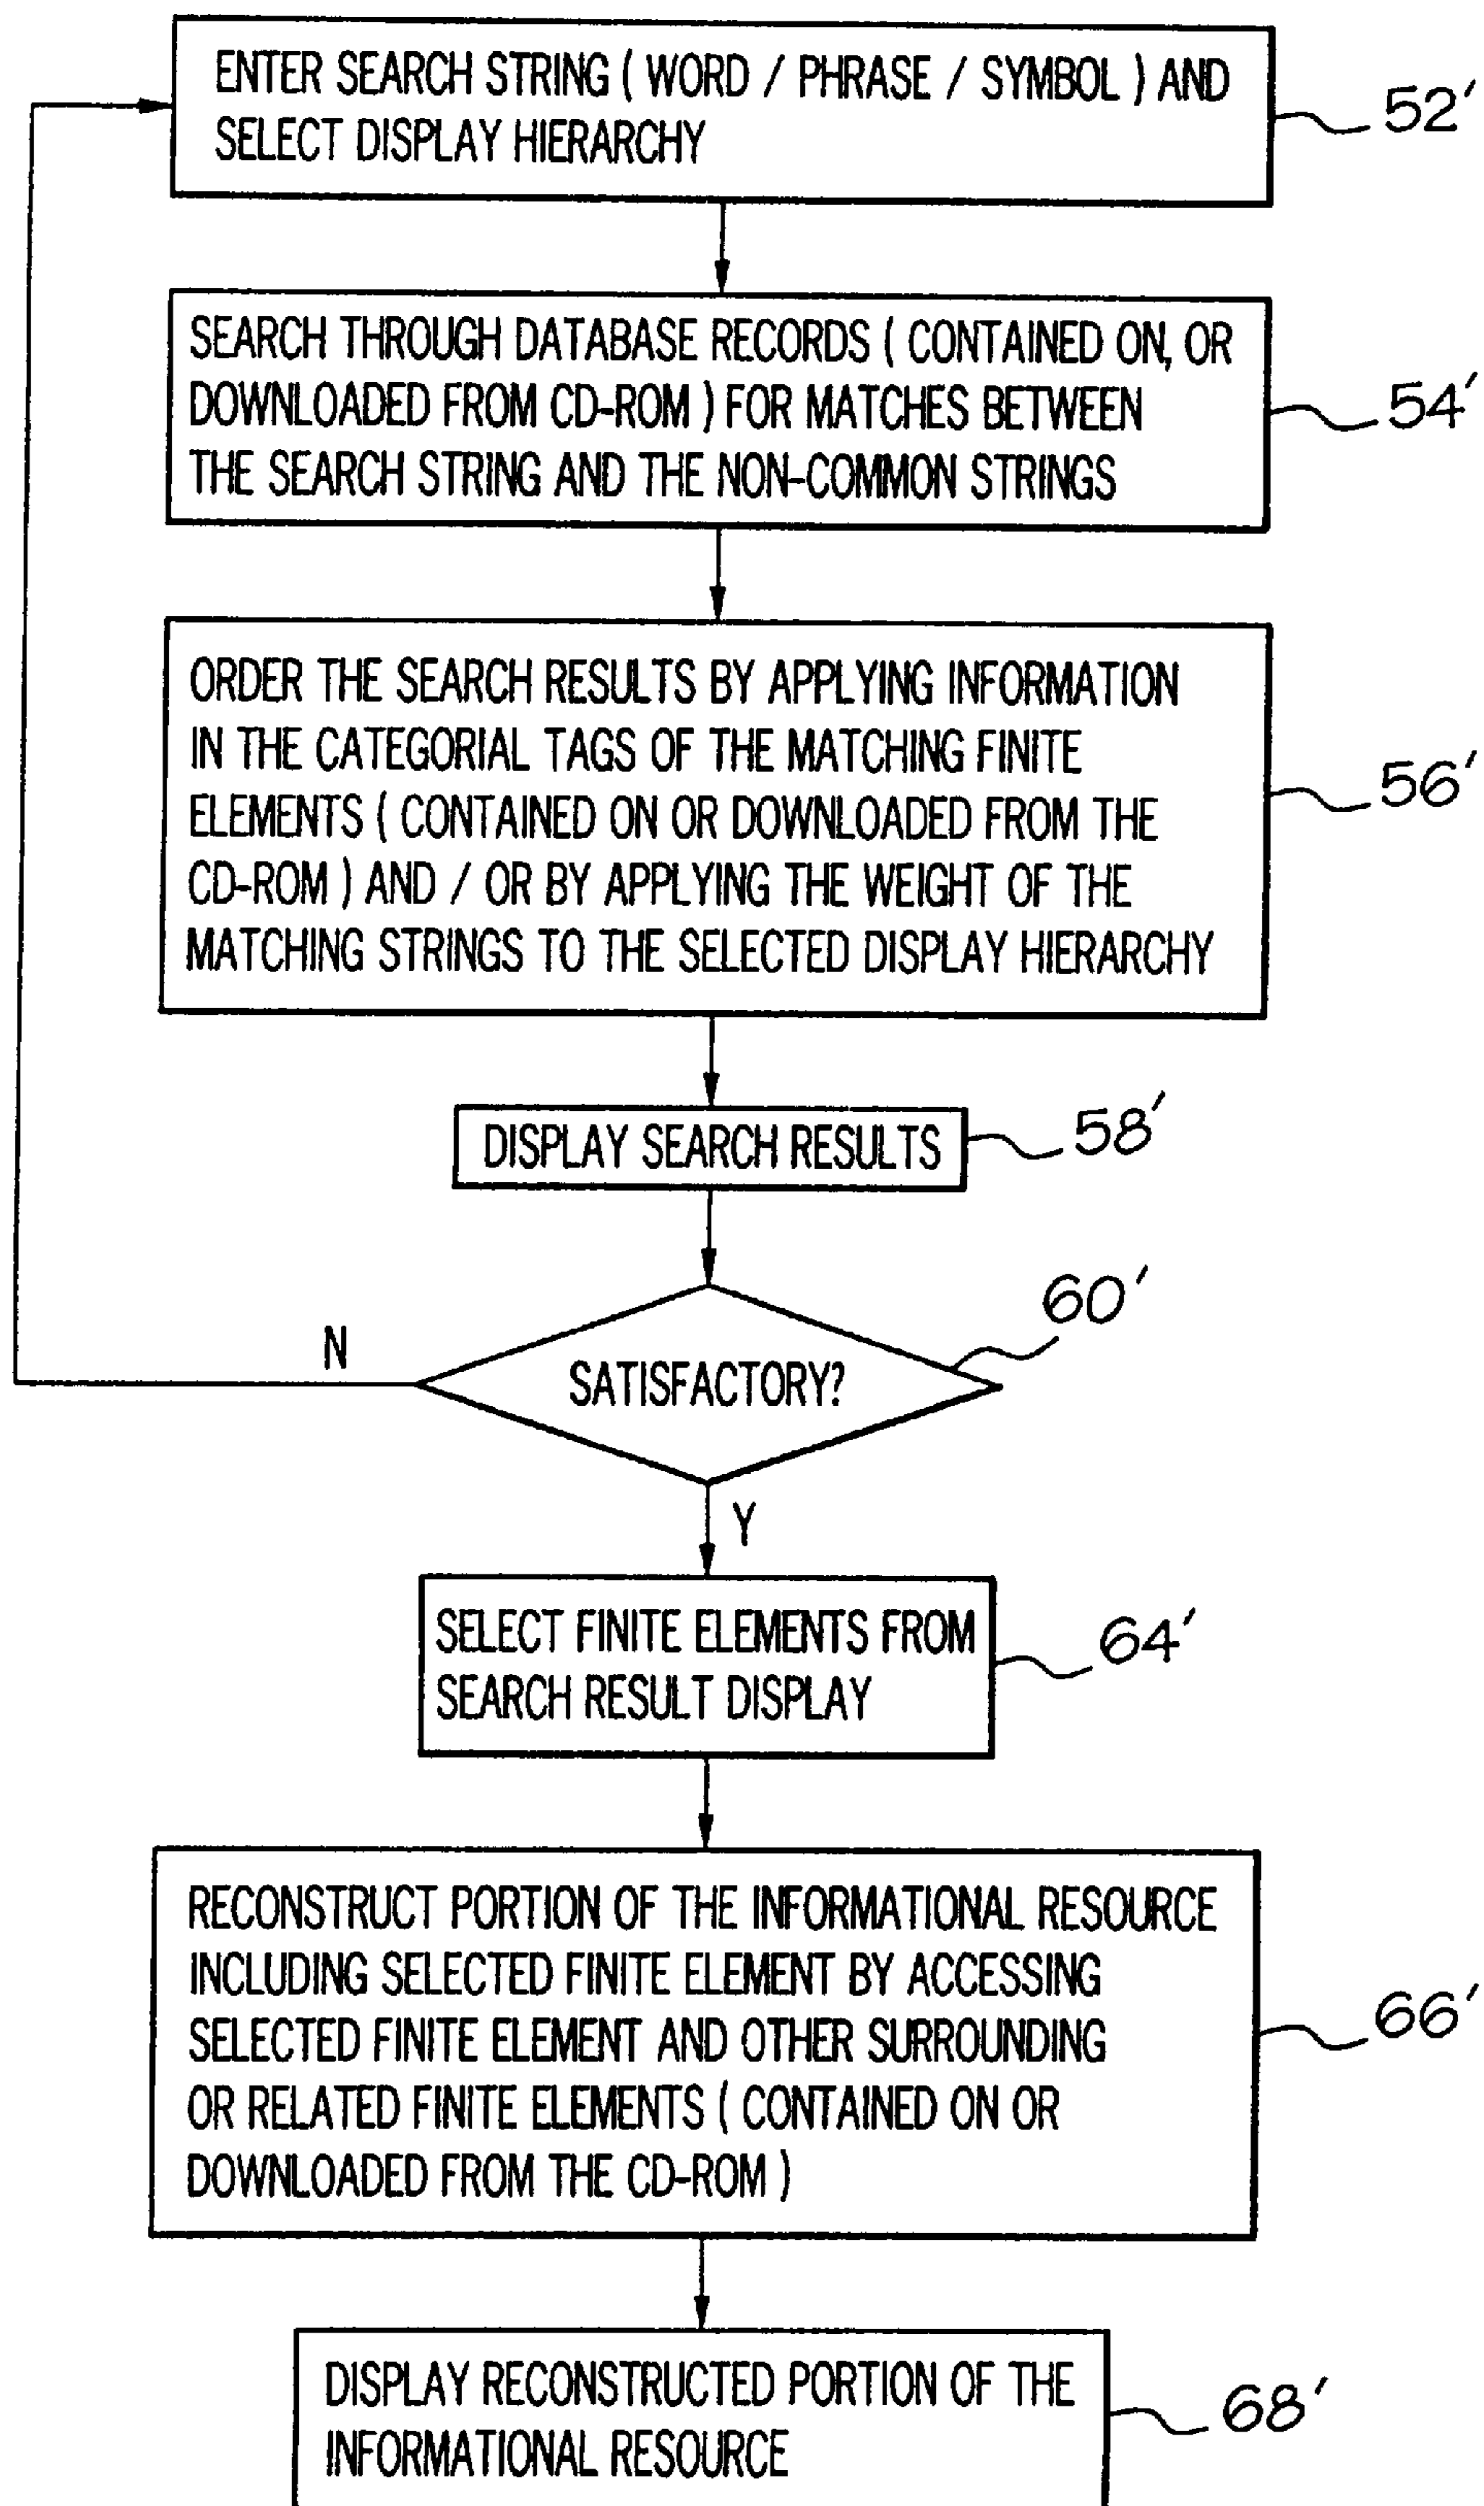 ENTER SEARCH STRING ( WORD / PHRASE / SYMBOL ) AND
SELECT DISPLAY HIERARCHY
52'
SEARCH THROUGH DATABASE RECORDS ( CONTAINED ON, OR
DOWNLOADED FROM CD-ROM ) FOR MATCHES BETWEEN
THE SEARCH STRING AND THE NON-COMMON STRINGS
54'
ORDER THE SEARCH RESULTS BY APPLYING INFORMATION
IN THE CATEGORIAL TAGS OF THE MATCHING FINITE
ELEMENTS ( CONTAINED ON OR DOWNLOADED FROM THE
CD-ROM ) AND / OR BY APPLYING THE WEIGHT OF THE
MATCHING STRINGS TO THE SELECTED DISPLAY HIERARCHY
56'
DISPLAY SEARCH RESULTS
58'
60'
N
SATISFACTORY?
Y
SELECT FINITE ELEMENTS FROM
SEARCH RESULT DISPLAY
64'
RECONSTRUCT PORTION OF THE INFORMATIONAL RESOURCE
INCLUDING SELECTED FINITE ELEMENT BY ACCESSING
SELECTED FINITE ELEMENT AND OTHER SURROUNDING
OR RELATED FINITE ELEMENTS ( CONTAINED ON OR
DOWNLOADED FROM THE CD-ROM )
66'
DISPLAY RECONSTRUCTED PORTION OF THE
INFORMATIONAL RESOURCE
68'